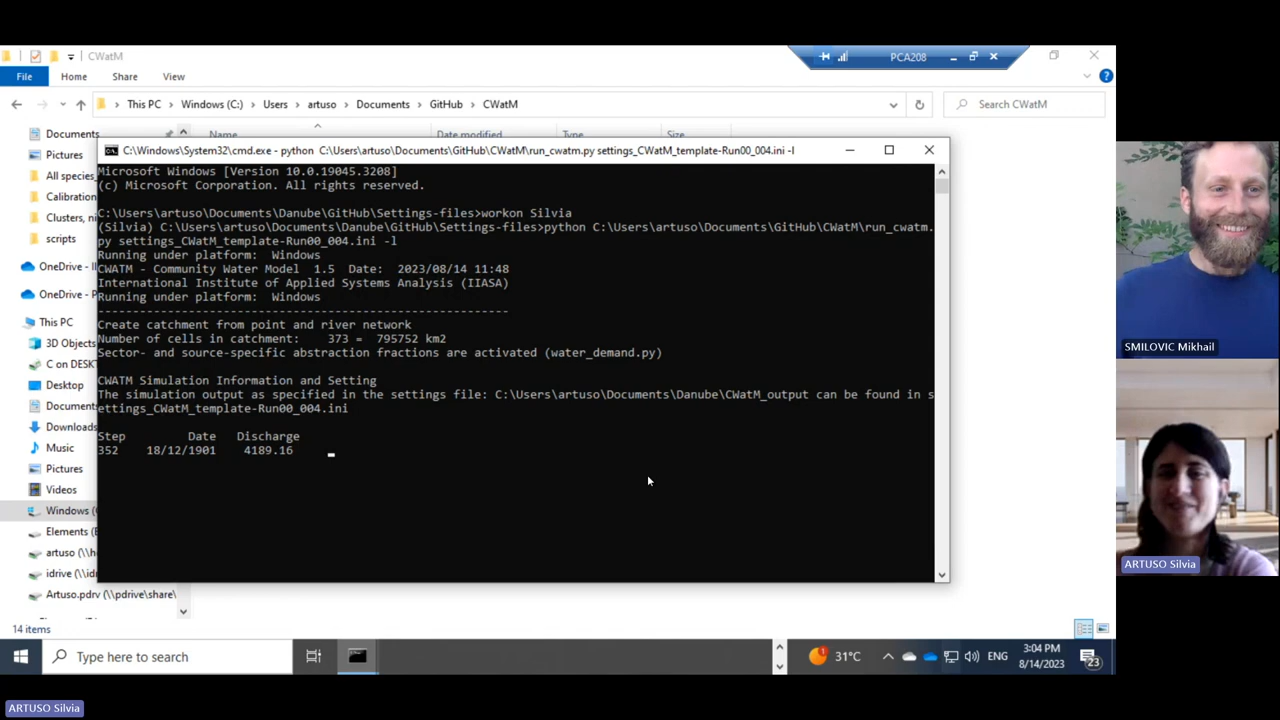 CWatM
PCA208
File
Home
Share
View
This PC
Windows (C:)
Users
artuso
Documents
GitHub
CWatM
Search CWatM
Documents
Pictures
All species_
Calibration
Clusters, ni
scripts
OneDrive - II
OneDrive - P
This PC
3D Objects
C on DESK
Desktop
Documents
Downloads
Music
Pictures
Videos
Windows (
Elements (E
artuso (\\h
idrive (\\id
Artuso.pdrv (\\pdrive\share\
14 items
Name
Date modified
Type
Size
C:\Windows\System32\cmd.exe - python C:\Users\artuso\Documents\GitHub\CWatM\run_cwatm.py settings_CWatM_template-Run00_004.ini -l
Microsoft Windows [Version 10.0.19045.3208]
(c) Microsoft Corporation. All rights reserved.
C:\Users\artuso\Documents\Danube\GitHub\Settings-files>workon Silvia
(Silvia) C:\Users\artuso\Documents\Danube\GitHub\Settings-files>python C:\Users\artuso\Documents\GitHub\CWatM\run_cwatm.
py settings_CWatM_template-Run00_004.ini -l
Running under platform:  Windows
CWATM - Community Water Model  1.5  Date:  2023/08/14 11:48
International Institute of Applied Systems Analysis (IIASA)
Running under platform:  Windows
-----------------------------------------------------
Create catchment from point and river network
Number of cells in catchment:    373 =  795752 km2
Sector- and source-specific abstraction fractions are activated (water_demand.py)
CWATM Simulation Information and Setting
The simulation output as specified in the settings file: C:\Users\artuso\Documents\Danube\CWatM_output can be found in s
ettings_CWatM_template-Run00_004.ini
Step Date Discharge
352 18/12/1901 4189.16
Type here to search
1
31°C
ENG
3:04 PM
8/14/2023
23
SMILOVIC Mikhail
ARTUSO Silvia
ARTUSO Silvia